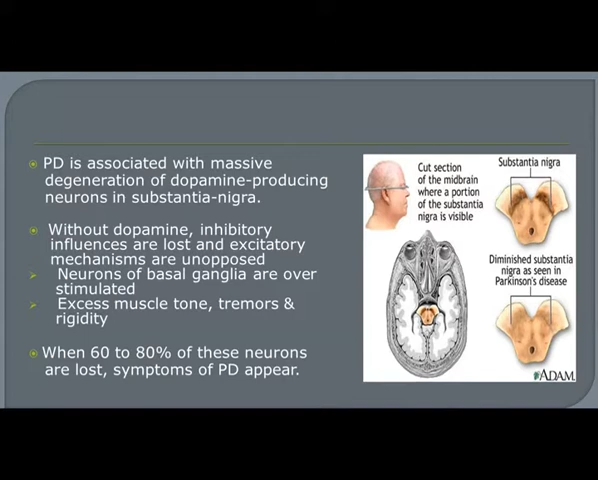 PD is associated with massive
degeneration of dopamine-producing
neurons in substantia-nigra.
Without dopamine, inhibitory
influences are lost and excitatory
mechanisms are unopposed
Neurons of basal ganglia are over
stimulated
Excess muscle tone, tremors &
rigidity
When 60 to 80% of these neurons
are lost, symptoms of PD appear.
Cut section
of the midbrain
where a portion
of the substantia
nigra is visible
Substantia nigra
Diminished substantia
nigra as seen in
Parkinson's disease
ADAM.